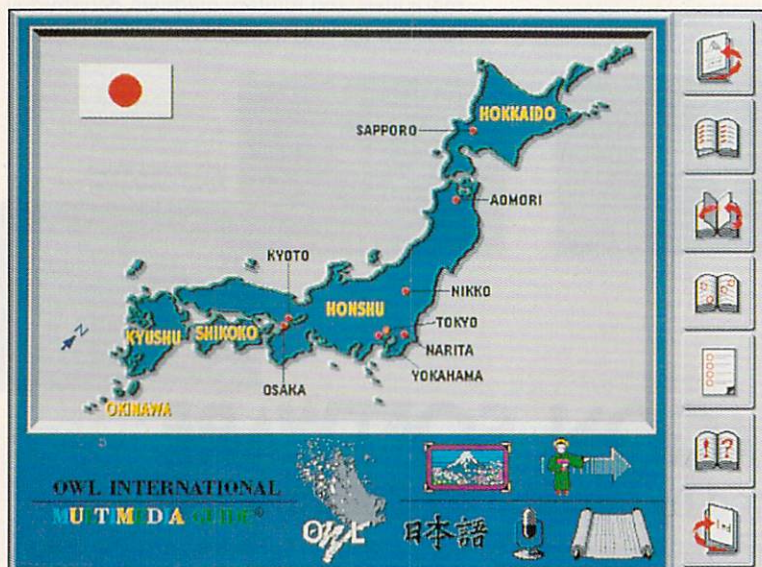 HOKKAIDO
SAPPORO
AOMORI
KYOTO
NIKKO
HONSHU
TOKYO
KYUSHU
SHIKOKO
NARITA
YOKAHAMA
OSAKA
OKINAWA
N
OWL INTERNATIONAL
MULTIMEDIA GUIDE®
OWL
日本語
! ?